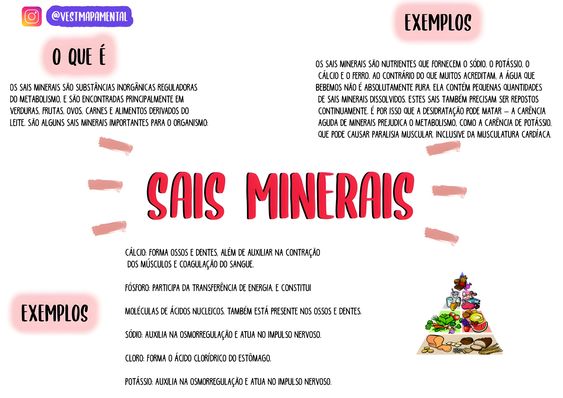 @VESTMAPAMENTAL
O QUE É
OS SAIS MINERAIS SÃO SUBSTÂNCIAS INORGÂNICAS REGULADORAS
DO METABOLISMO, E SÃO ENCONTRADAS PRINCIPALMENTE EM
VERDURAS, FRUTAS, OVOS, CARNES E ALIMENTOS DERIVADOS DO
LEITE. SÃO ALGUNS SAIS MINERAIS IMPORTANTES PARA O ORGANISMO:
EXEMPLOS
OS SAIS MINERAIS SÃO NUTRIENTES QUE FORNECEM O SÓDIO, O POTÁSSIO, O
CÁLCIO E O FERRO. AO CONTRÁRIO DO QUE MUITOS ACREDITAM, A ÁGUA QUE
BEBEMOS NÃO É ABSOLUTAMENTE PURA. ELA CONTÉM PEQUENAS QUANTIDADES
DE SAIS MINERAIS DISSOLVIDOS. ESTES SAIS TAMBÉM PRECISAM SER REPOSTOS
CONTINUAMENTE. É POR ISSO QUE A DESIDRATAÇÃO PODE MATAR – A CARÊNCIA
AGUDA DE MINERAIS PREJUDICA O METABOLISMO, COMO A CARÊNCIA DE POTÁSSIO,
QUE PODE CAUSAR PARALISIA MUSCULAR, INCLUSIVE DA MUSCULATURA CARDÍACA.
SAIS MINERAIS
EXEMPLOS
CÁLCIO: FORMA OSSOS E DENTES, ALÉM DE AUXILIAR NA CONTRAÇÃO
DOS MÚSCULOS E COAGULAÇÃO DO SANGUE.
FÓSFORO: PARTICIPA DA TRANSFERÊNCIA DE ENERGIA E CONSTITUI
MOLÉCULAS DE ÁCIDOS NUCLEICOS. TAMBÉM ESTÁ PRESENTE NOS OSSOS E DENTES.
SÓDIO: AUXILIA NA OSMORREGULAÇÃO E ATUA NO IMPULSO NERVOSO.
CLORO: FORMA O ÁCIDO CLORÍDRICO DO ESTÔMAGO.
POTÁSSIO: AUXILIA NA OSMORREGULAÇÃO E ATUA NO IMPULSO NERVOSO.